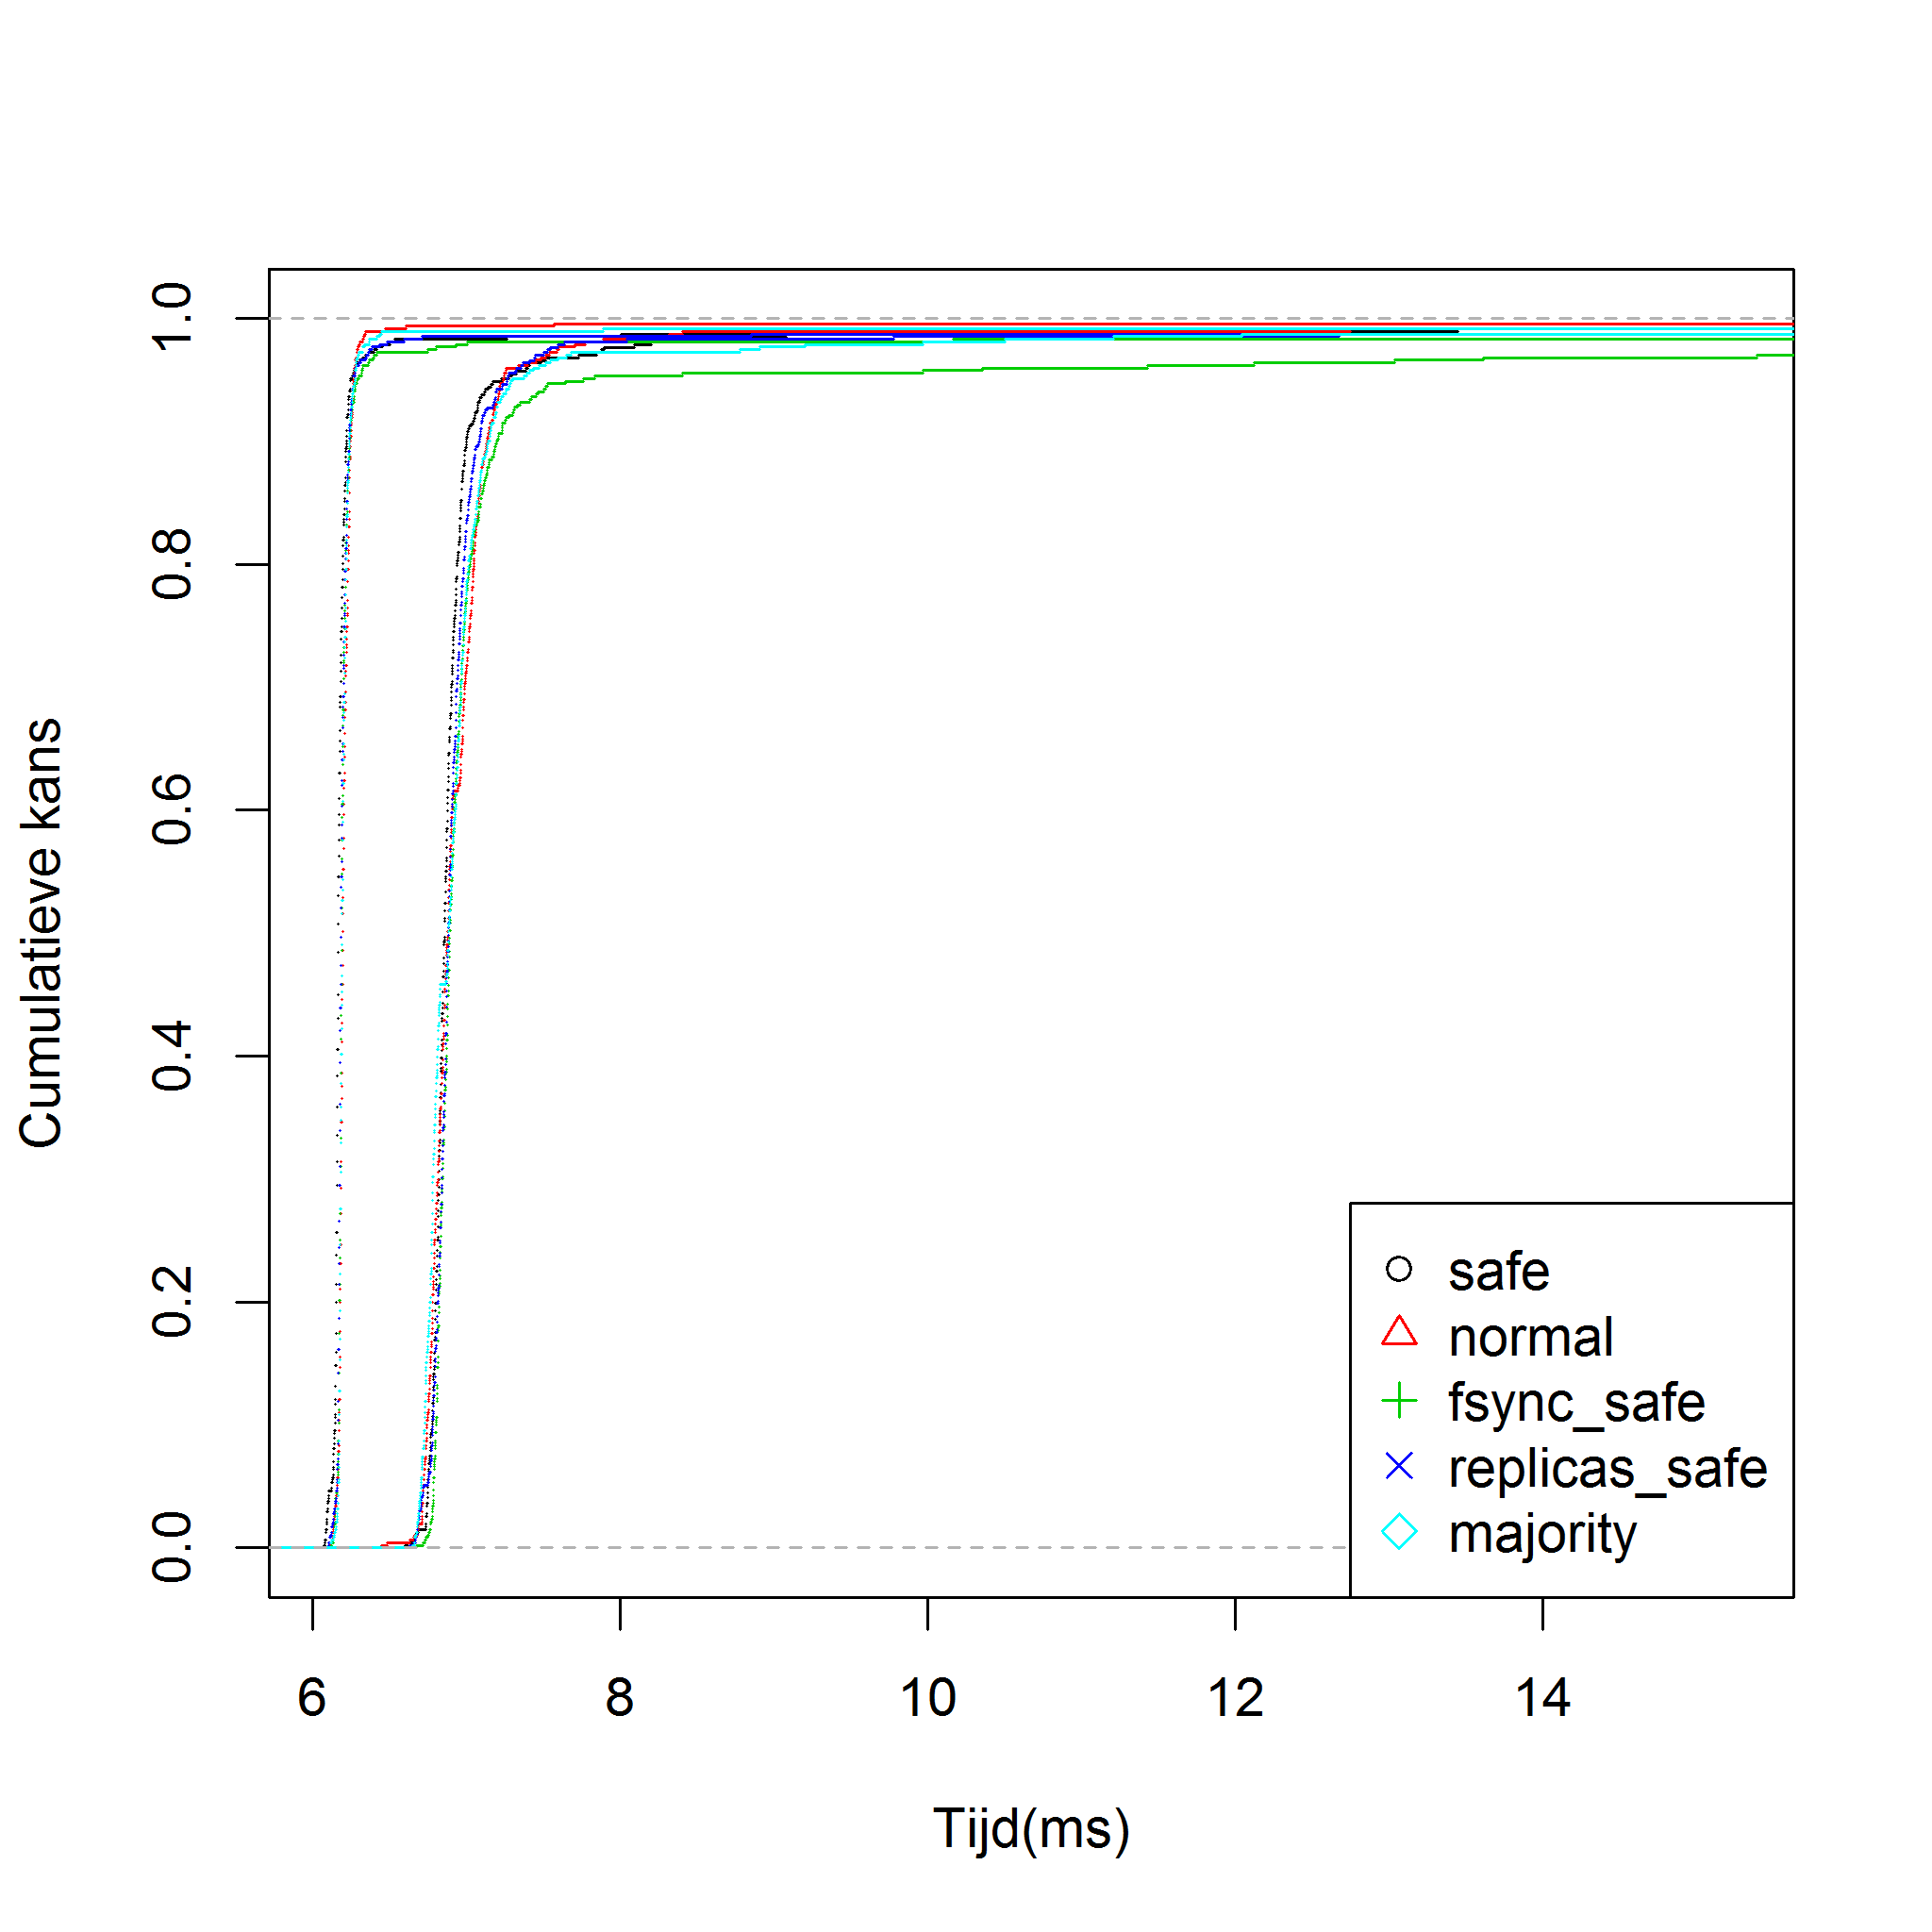 Cumulatieve kans
1.0
0.8
0.6
0.4
0.2
0.0
safe
normal
fsync_safe
replicas_safe
majority
6 8 10 12 14
Tijd(ms)